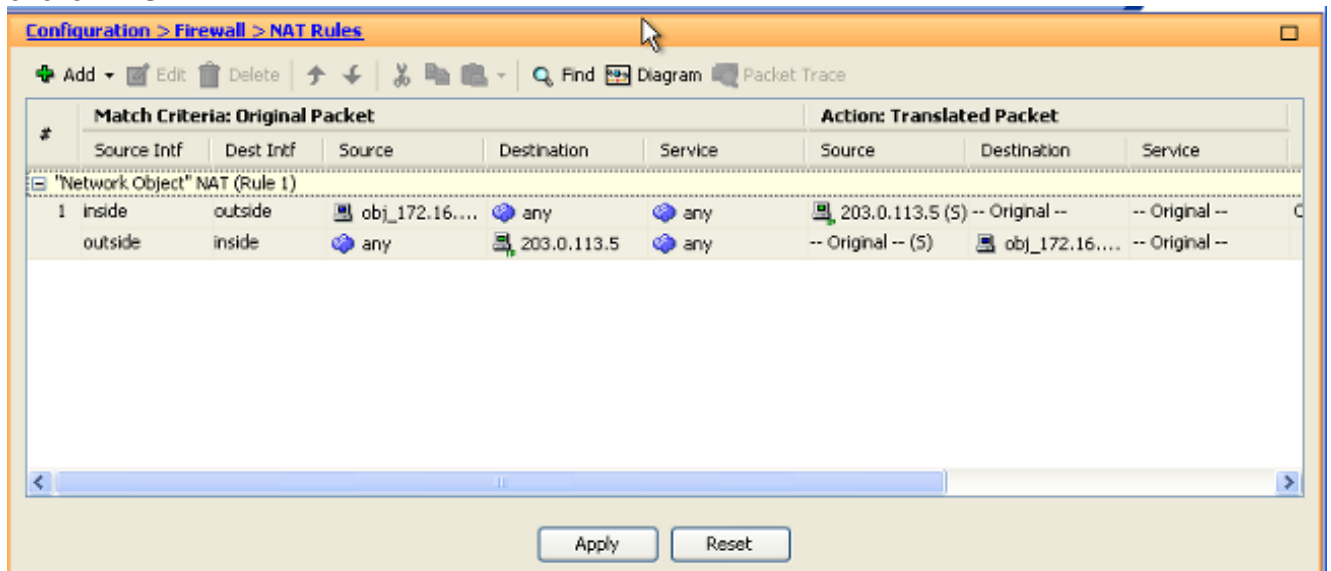 Configuration > Firewall > NAT Rules
Add Edit Delete Find Diagram Packet Trace
# Match Criteria: Original Packet Action: Translated Packet
Source Intf Dest Intf Source Destination Service Source Destination Service
"Network Object" NAT (Rule 1)
1 inside outside obj_172.16.... any any 203.0.113.5 (S) -- Original -- -- Original --
outside inside any 203.0.113.5 any -- Original -- (S) obj_172.16.... -- Original --
Apply Reset